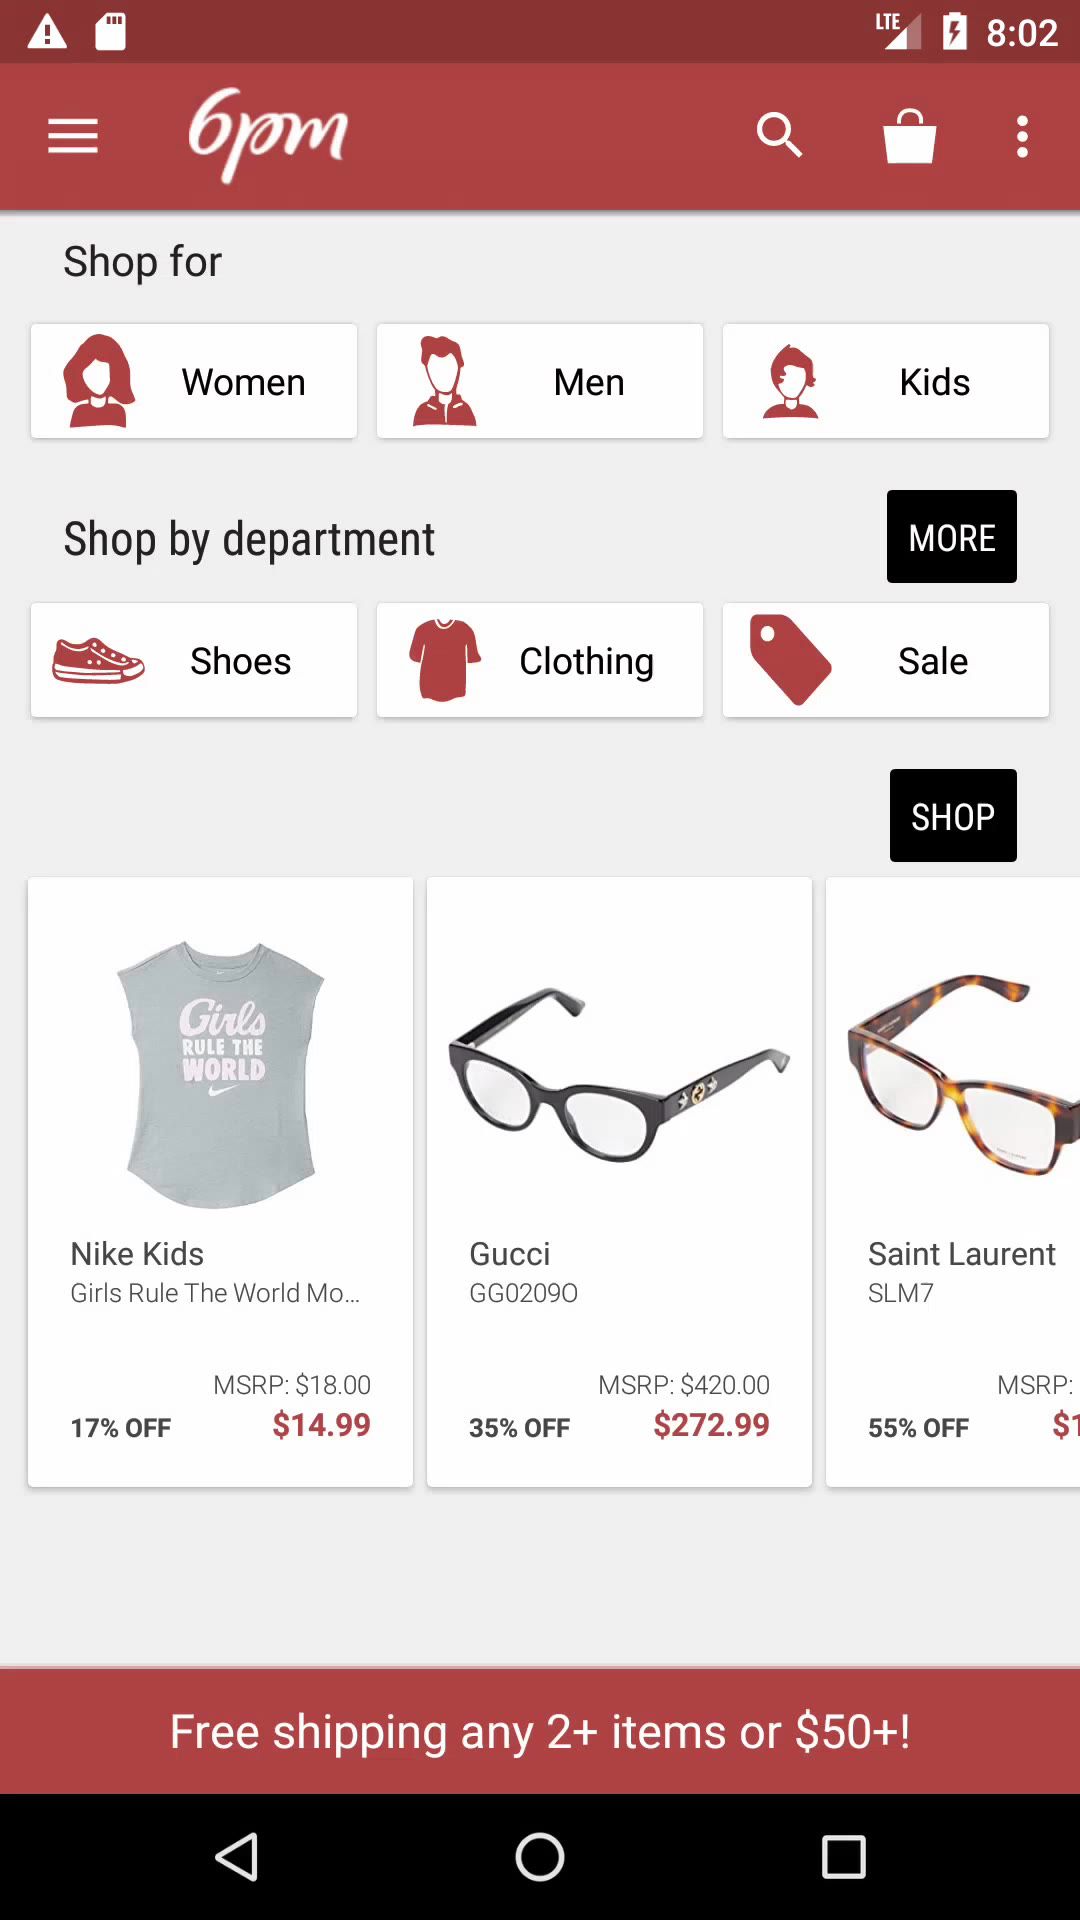 LTE 8:02
6pm
Shop for
Women Men Kids
Shop by department MORE
Shoes Clothing Sale
SHOP
Girls
RULE THE
WORLD
Nike Kids
Girls Rule The World Mo...
MSRP: $18.00
17% OFF $14.99
Gucci
GG0209O
MSRP: $420.00
35% OFF $272.99
Saint Laurent
SLM7
MSRP:
55% OFF $1
Free shipping any 2+ items or $50+!